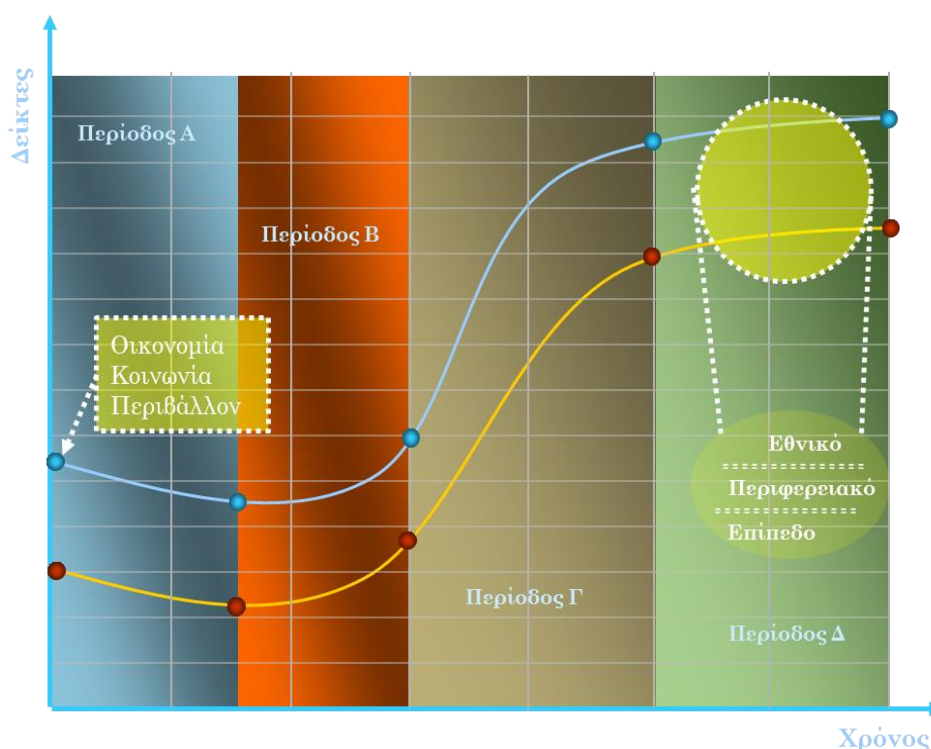 Δείκτες
Περίοδος Α
Περίοδος Β
Οικονομία
Κοινωνία
Περιβάλλον
Εθνικό
Περιφερειακό
Επίπεδο
Περίοδος Γ
Περίοδος Δ
Χρόνος